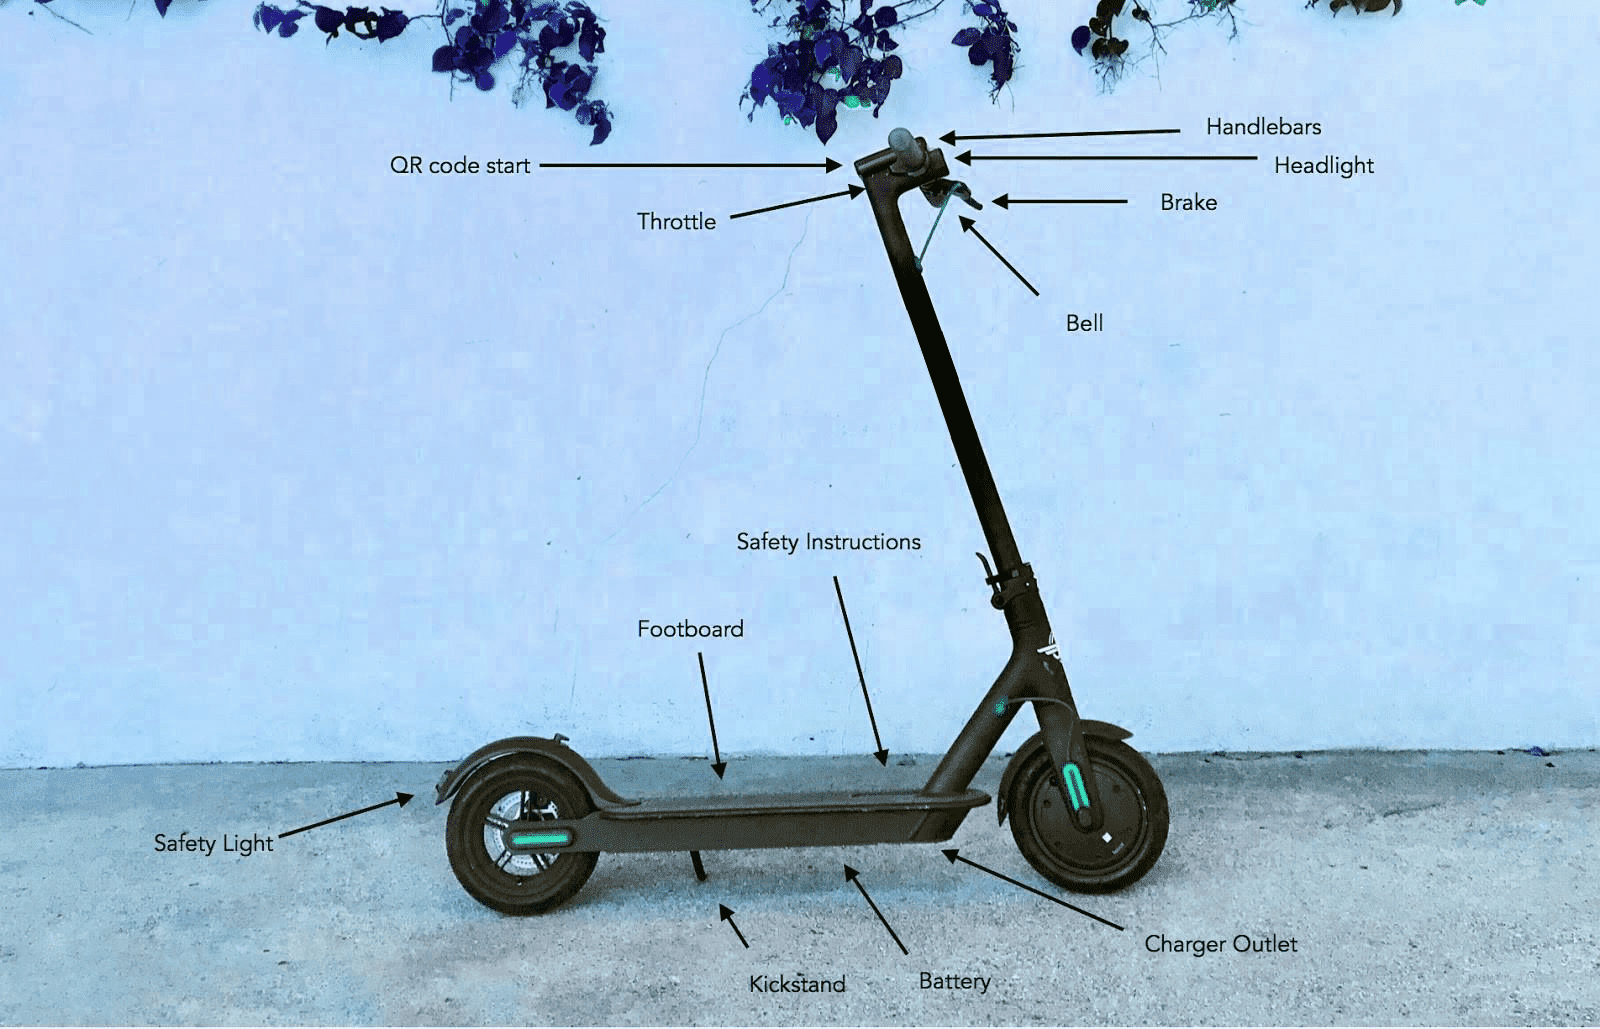 Handlebars
QR code start
Headlight
Throttle
Brake
Bell
Safety Instructions
Footboard
Safety Light
Charger Outlet
Kickstand
Battery